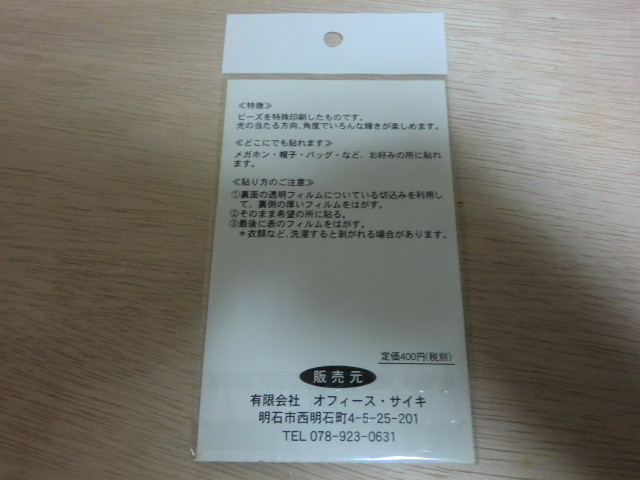 ≪特徴≫
ビーズを特殊印刷したものです。
光の当たる方向、角度でいろんな輝きが楽しめます。
≪どこにでも貼れます≫
メガホン・帽子・バッグ・など、お好みの所に貼れ
ます。
≪貼り方のご注意≫
①裏面の透明フィルムについている切込みを利用し
て、裏側の厚いフィルムをはがす。
②そのまま希望の所に貼る。
③最後に表のフィルムをはがす。
＊衣類など、洗濯すると剥がれる場合があります。
定価400円(税別)
販売元
有限会社 オフィース・サイキ
明石市西明石町4-5-25-201
TEL 078-923-0631